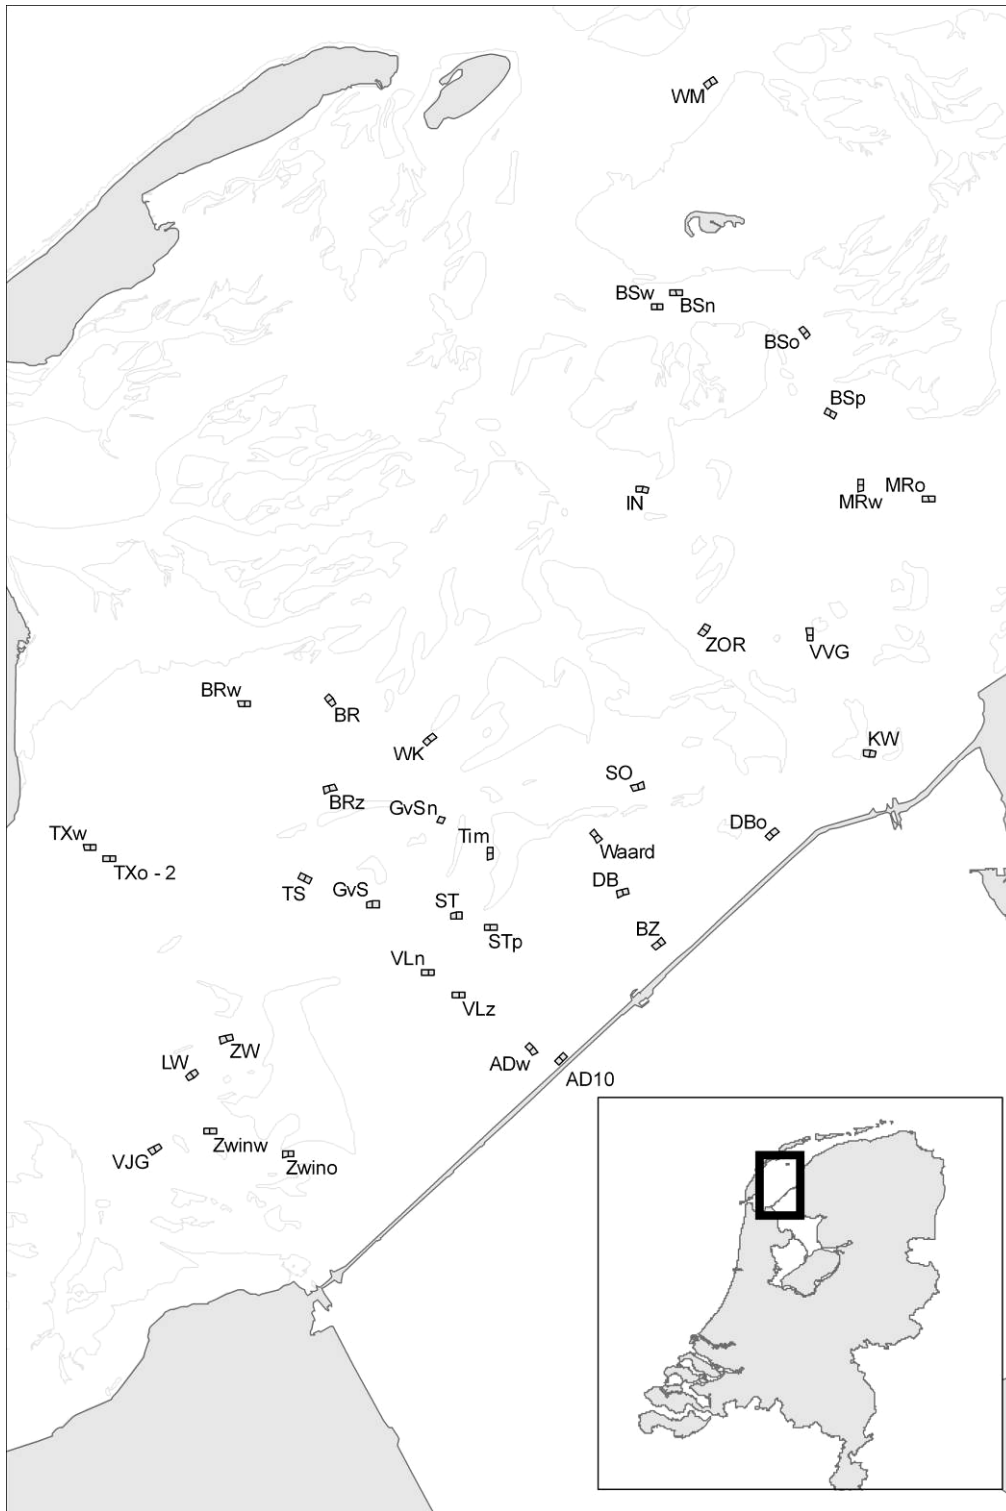 WM
BSw
BSn
BSo
BSp
IN
MRw
MRo
ZOR
VVG
BRw
BR
WK
KW
SO
BRz
GvSn
TXw
TXo - 2
Tim
Waard
DBo
TS
GvS
ST
DB
STp
BZ
VLn
VLz
ZW
LW
ADw
AD10
VJG
Zwinw
Zwino